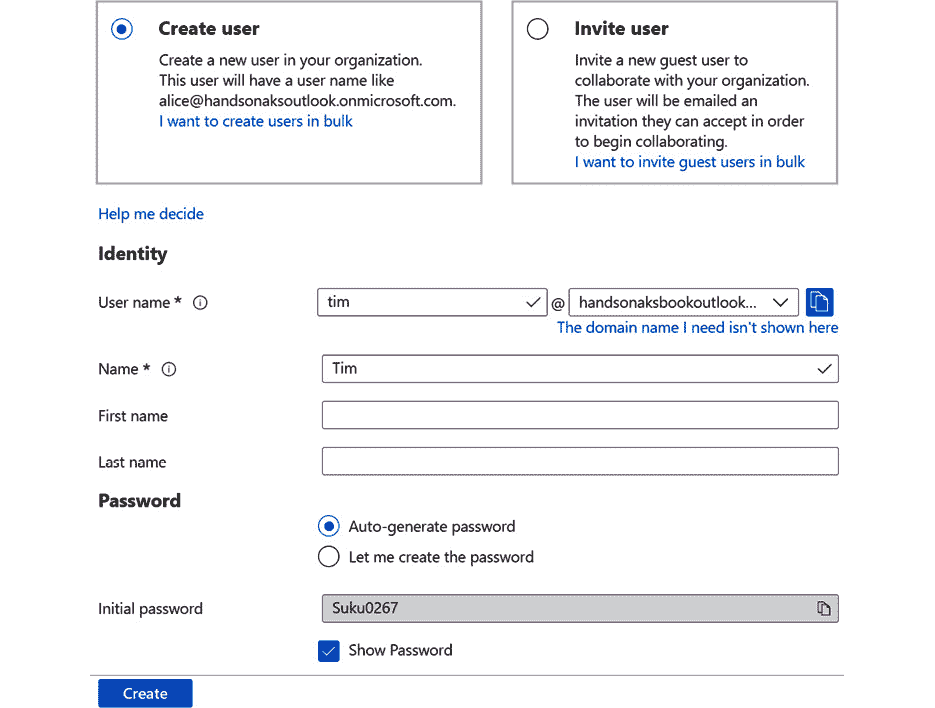 Create user
Create a new user in your organization.
This user will have a user name like
alice@handsonaksoutlook.onmicrosoft.com.
I want to create users in bulk
Invite user
Invite a new guest user to
collaborate with your organization.
The user will be emailed an
invitation they can accept in order
to begin collaborating.
I want to invite guest users in bulk
Help me decide
Identity
User name * tim @ handsonaksbookoutlook...
The domain name I need isn't shown here
Name * Tim
First name
Last name
Password
Auto-generate password
Let me create the password
Initial password Suku0267
Show Password
Create